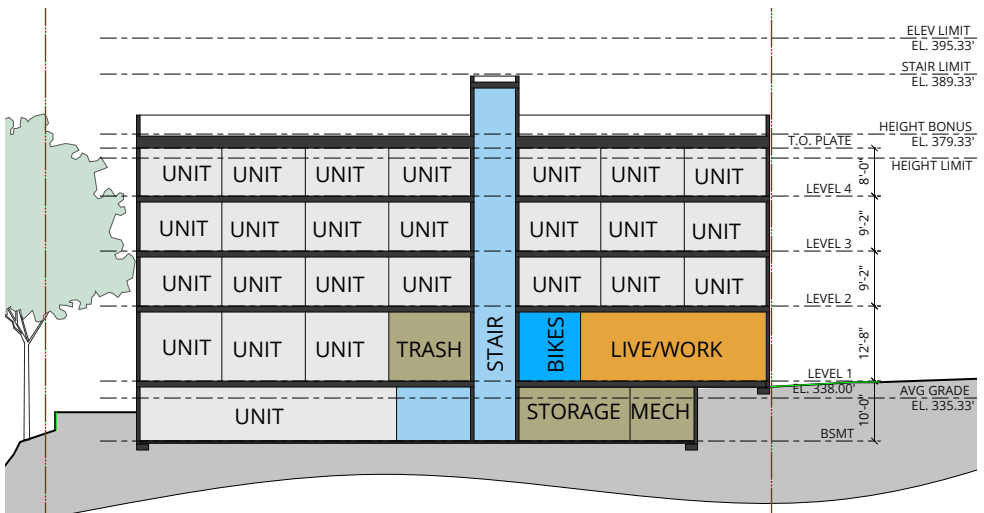 ELEV LIMIT
EL. 395.33'
STAIR LIMIT
EL. 389.33'
HEIGHT BONUS
EL. 379.33'
T.O. PLATE
HEIGHT LIMIT
UNIT UNIT UNIT UNIT UNIT UNIT UNIT
8'-0"
LEVEL 4
UNIT UNIT UNIT UNIT UNIT UNIT UNIT
9'-2"
LEVEL 3
UNIT UNIT UNIT UNIT UNIT UNIT UNIT
9'-2"
LEVEL 2
UNIT UNIT UNIT TRASH STAIR BIKES LIVE/WORK
12'-8"
LEVEL 1
EL. 338.00'
AVG GRADE
EL. 335.33'
UNIT STORAGE MECH
10'-0"
BSMT